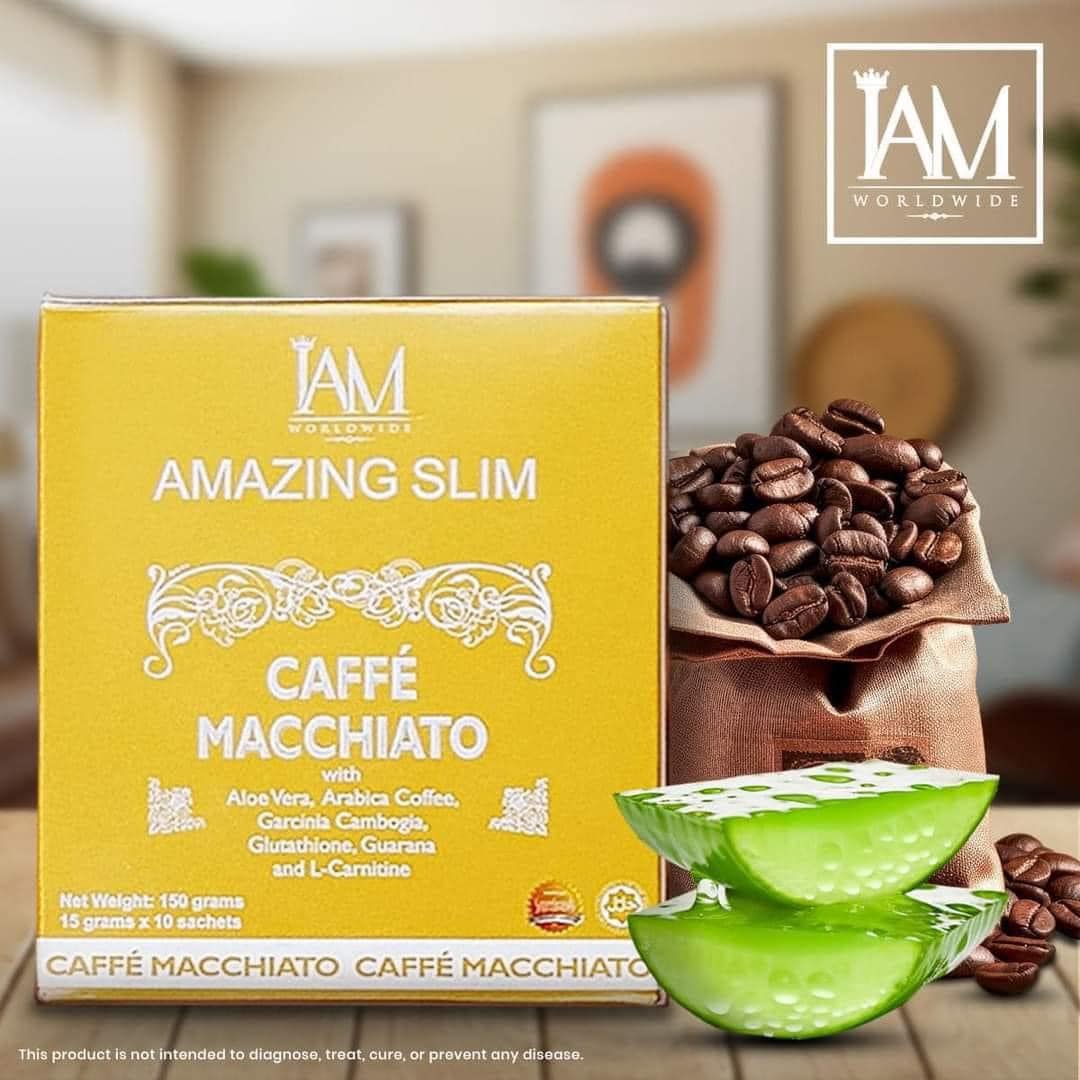 IAM
WORLDWIDE
IAM
WORLDWIDE
AMAZING SLIM
CAFFÉ
MACCHIATO
with
Aloe Vera, Arabica Coffee,
Garcinia Cambogia,
Glutathione, Guarana
and L-Carnitine
Net Weight: 150 grams
15 grams x 10 sachets
CAFFÉ MACCHIATO CAFFÉ MACCHIATO
This product is not intended to diagnose, treat, cure, or prevent any disease.